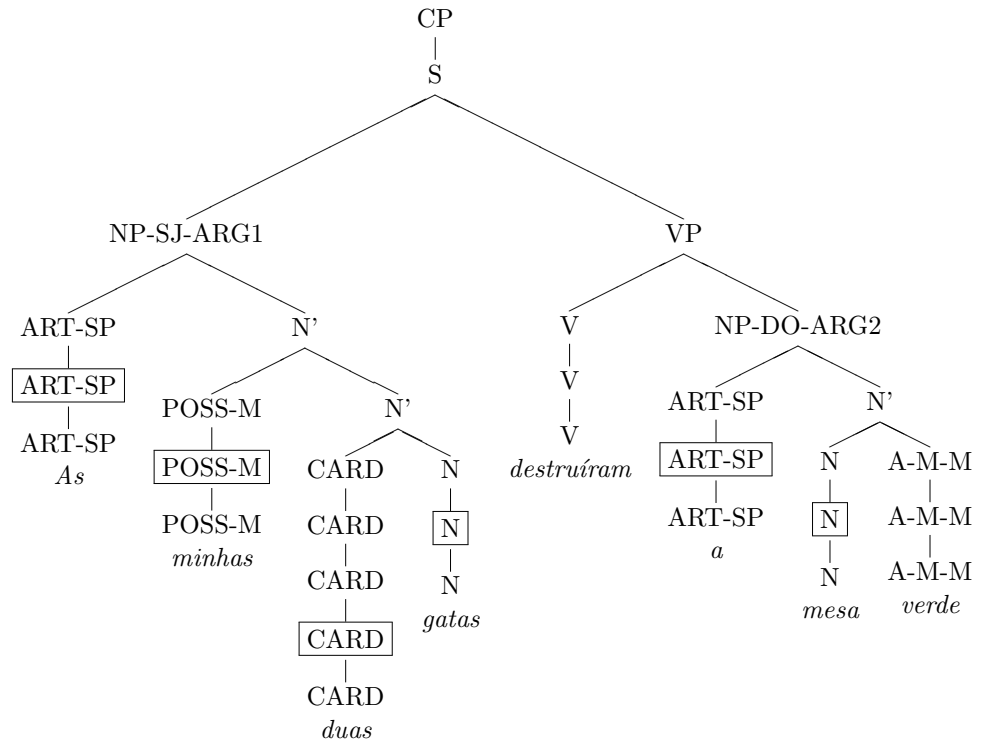 CP
S
NP-SJ-ARG1 VP
ART-SP N' V NP-DO-ARG2
ART-SP V ART-SP N'
ART-SP POSS-M N' V ART-SP N A-M-M
As POSS-M CARD N destruíram ART-SP N A-M-M
POSS-M CARD N a N A-M-M
minhas CARD N mesa verde
CARD gatas
CARD
duas